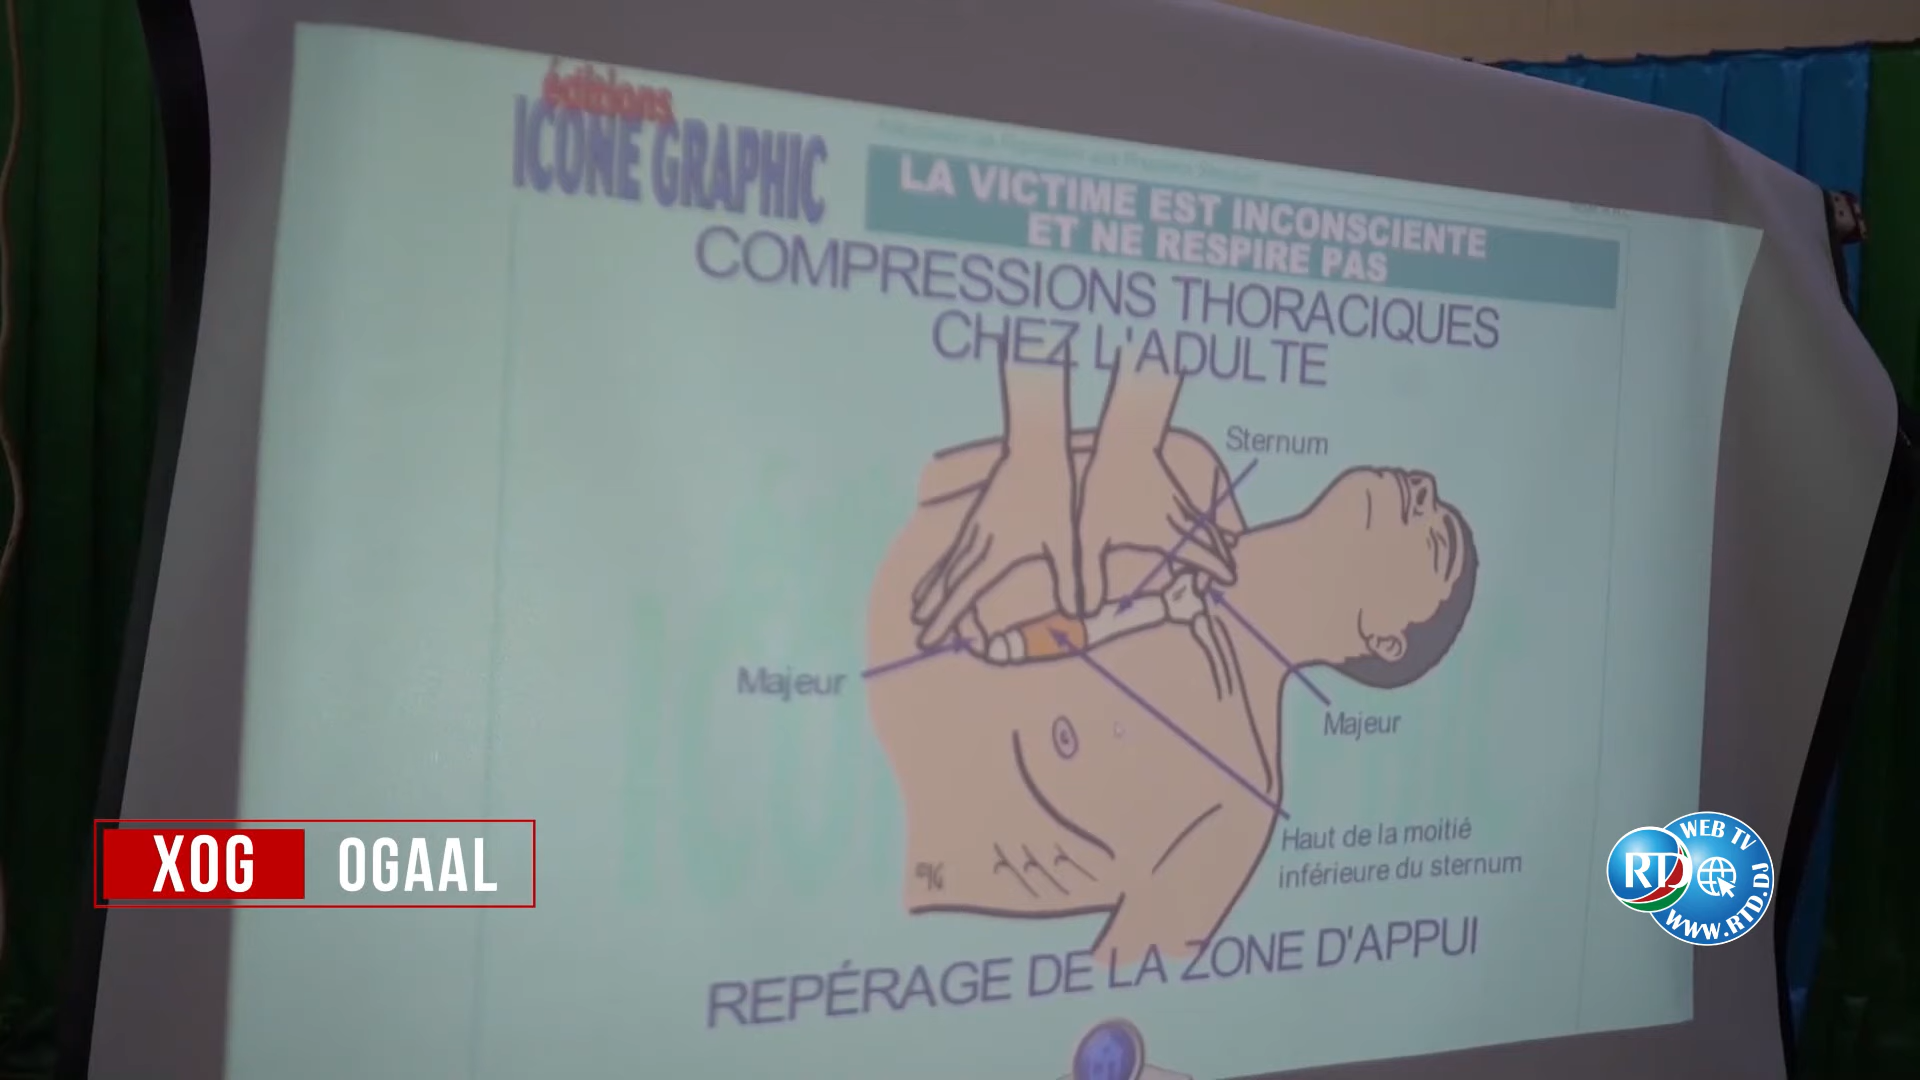 éditions
ICONE GRAPHIC
LA VICTIME EST INCONSCIENTE
ET NE RESPIRE PAS
COMPRESSIONS THORACIQUES
CHEZ L'ADULTE
Sternum
Majeur
Majeur
Haut de la moitié
inférieure du sternum
REPÉRAGE DE LA ZONE D'APPUI
XOG OGAAL
WEB TV
RTD
WWW.RTD.DJ